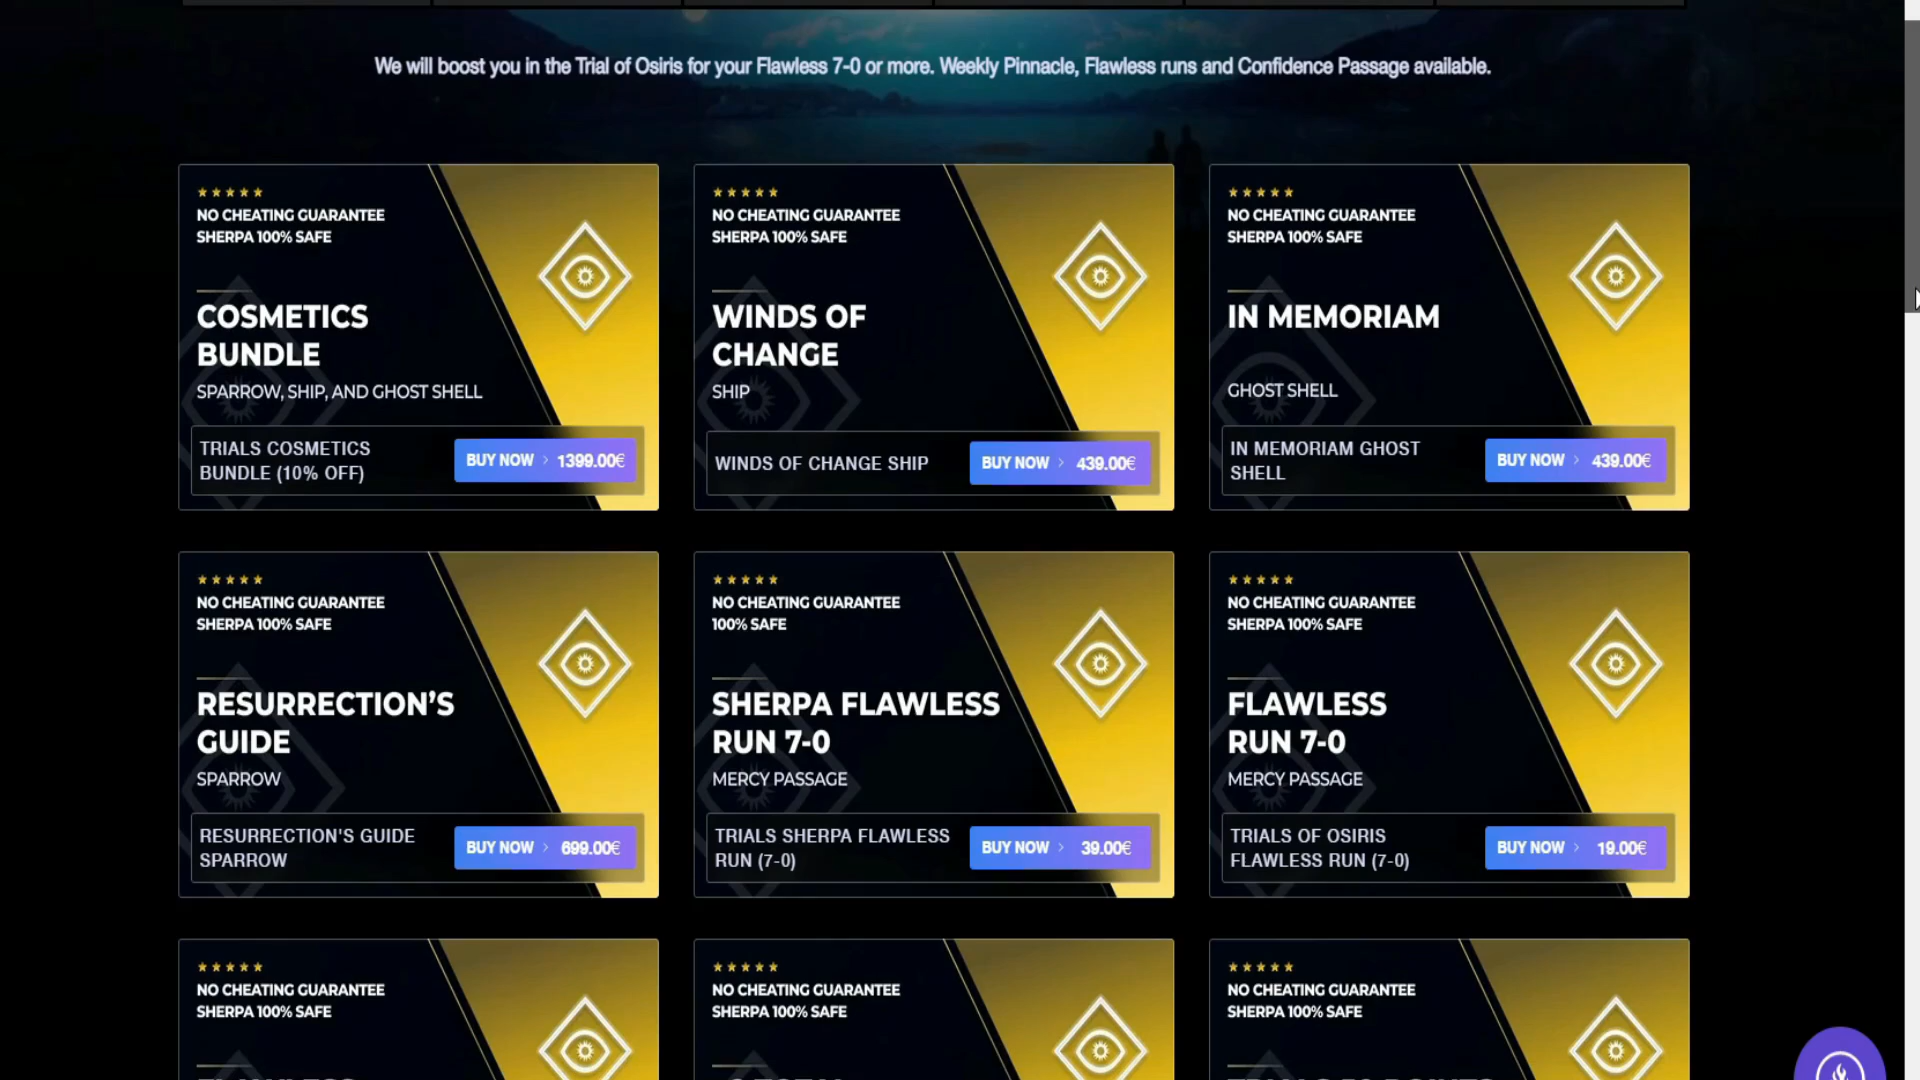 We will boost you in the Trial of Osiris for your Flawless 7-0 or more. Weekly Pinnacle, Flawless runs and Confidence Passage available.
NO CHEATING GUARANTEE
SHERPA 100% SAFE
COSMETICS
BUNDLE
SPARROW, SHIP, AND GHOST SHELL
TRIALS COSMETICS
BUNDLE (10% OFF)
BUY NOW > 1399.00€
NO CHEATING GUARANTEE
SHERPA 100% SAFE
WINDS OF
CHANGE
SHIP
WINDS OF CHANGE SHIP
BUY NOW > 439.00€
NO CHEATING GUARANTEE
SHERPA 100% SAFE
IN MEMORIAM
GHOST SHELL
IN MEMORIAM GHOST
SHELL
BUY NOW > 439.00€
NO CHEATING GUARANTEE
SHERPA 100% SAFE
RESURRECTION’S
GUIDE
SPARROW
RESURRECTION'S GUIDE
SPARROW
BUY NOW > 699.00€
NO CHEATING GUARANTEE
100% SAFE
SHERPA FLAWLESS
RUN 7-0
MERCY PASSAGE
TRIALS SHERPA FLAWLESS
RUN (7-0)
BUY NOW > 39.00€
NO CHEATING GUARANTEE
SHERPA 100% SAFE
FLAWLESS
RUN 7-0
MERCY PASSAGE
TRIALS OF OSIRIS
FLAWLESS RUN (7-0)
BUY NOW > 19.00€
NO CHEATING GUARANTEE
SHERPA 100% SAFE
NO CHEATING GUARANTEE
SHERPA 100% SAFE
NO CHEATING GUARANTEE
SHERPA 100% SAFE